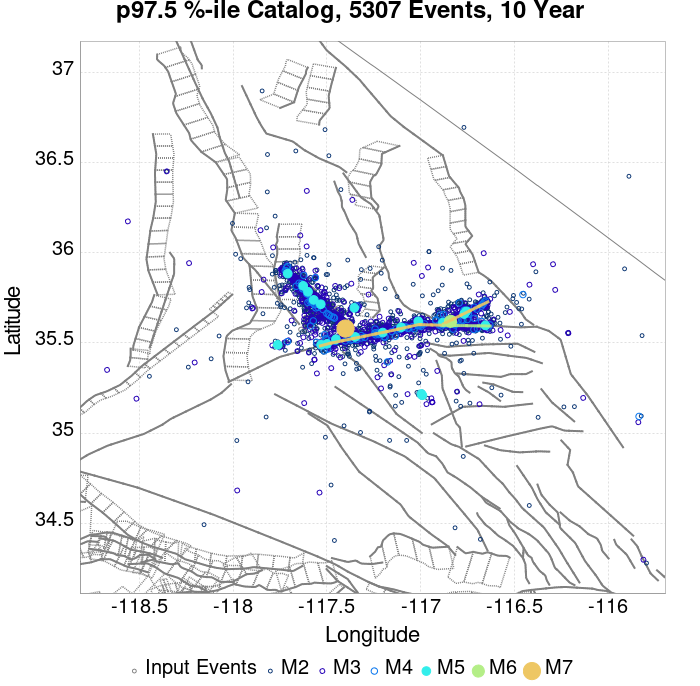 p97.5 %-ile Catalog, 5307 Events, 10 Year
37
36.5
36
35.5
35
34.5
Latitude
-118.5 -118 -117.5 -117 -116.5 -116
Longitude
Input Events M2 M3 M4 M5 M6 M7